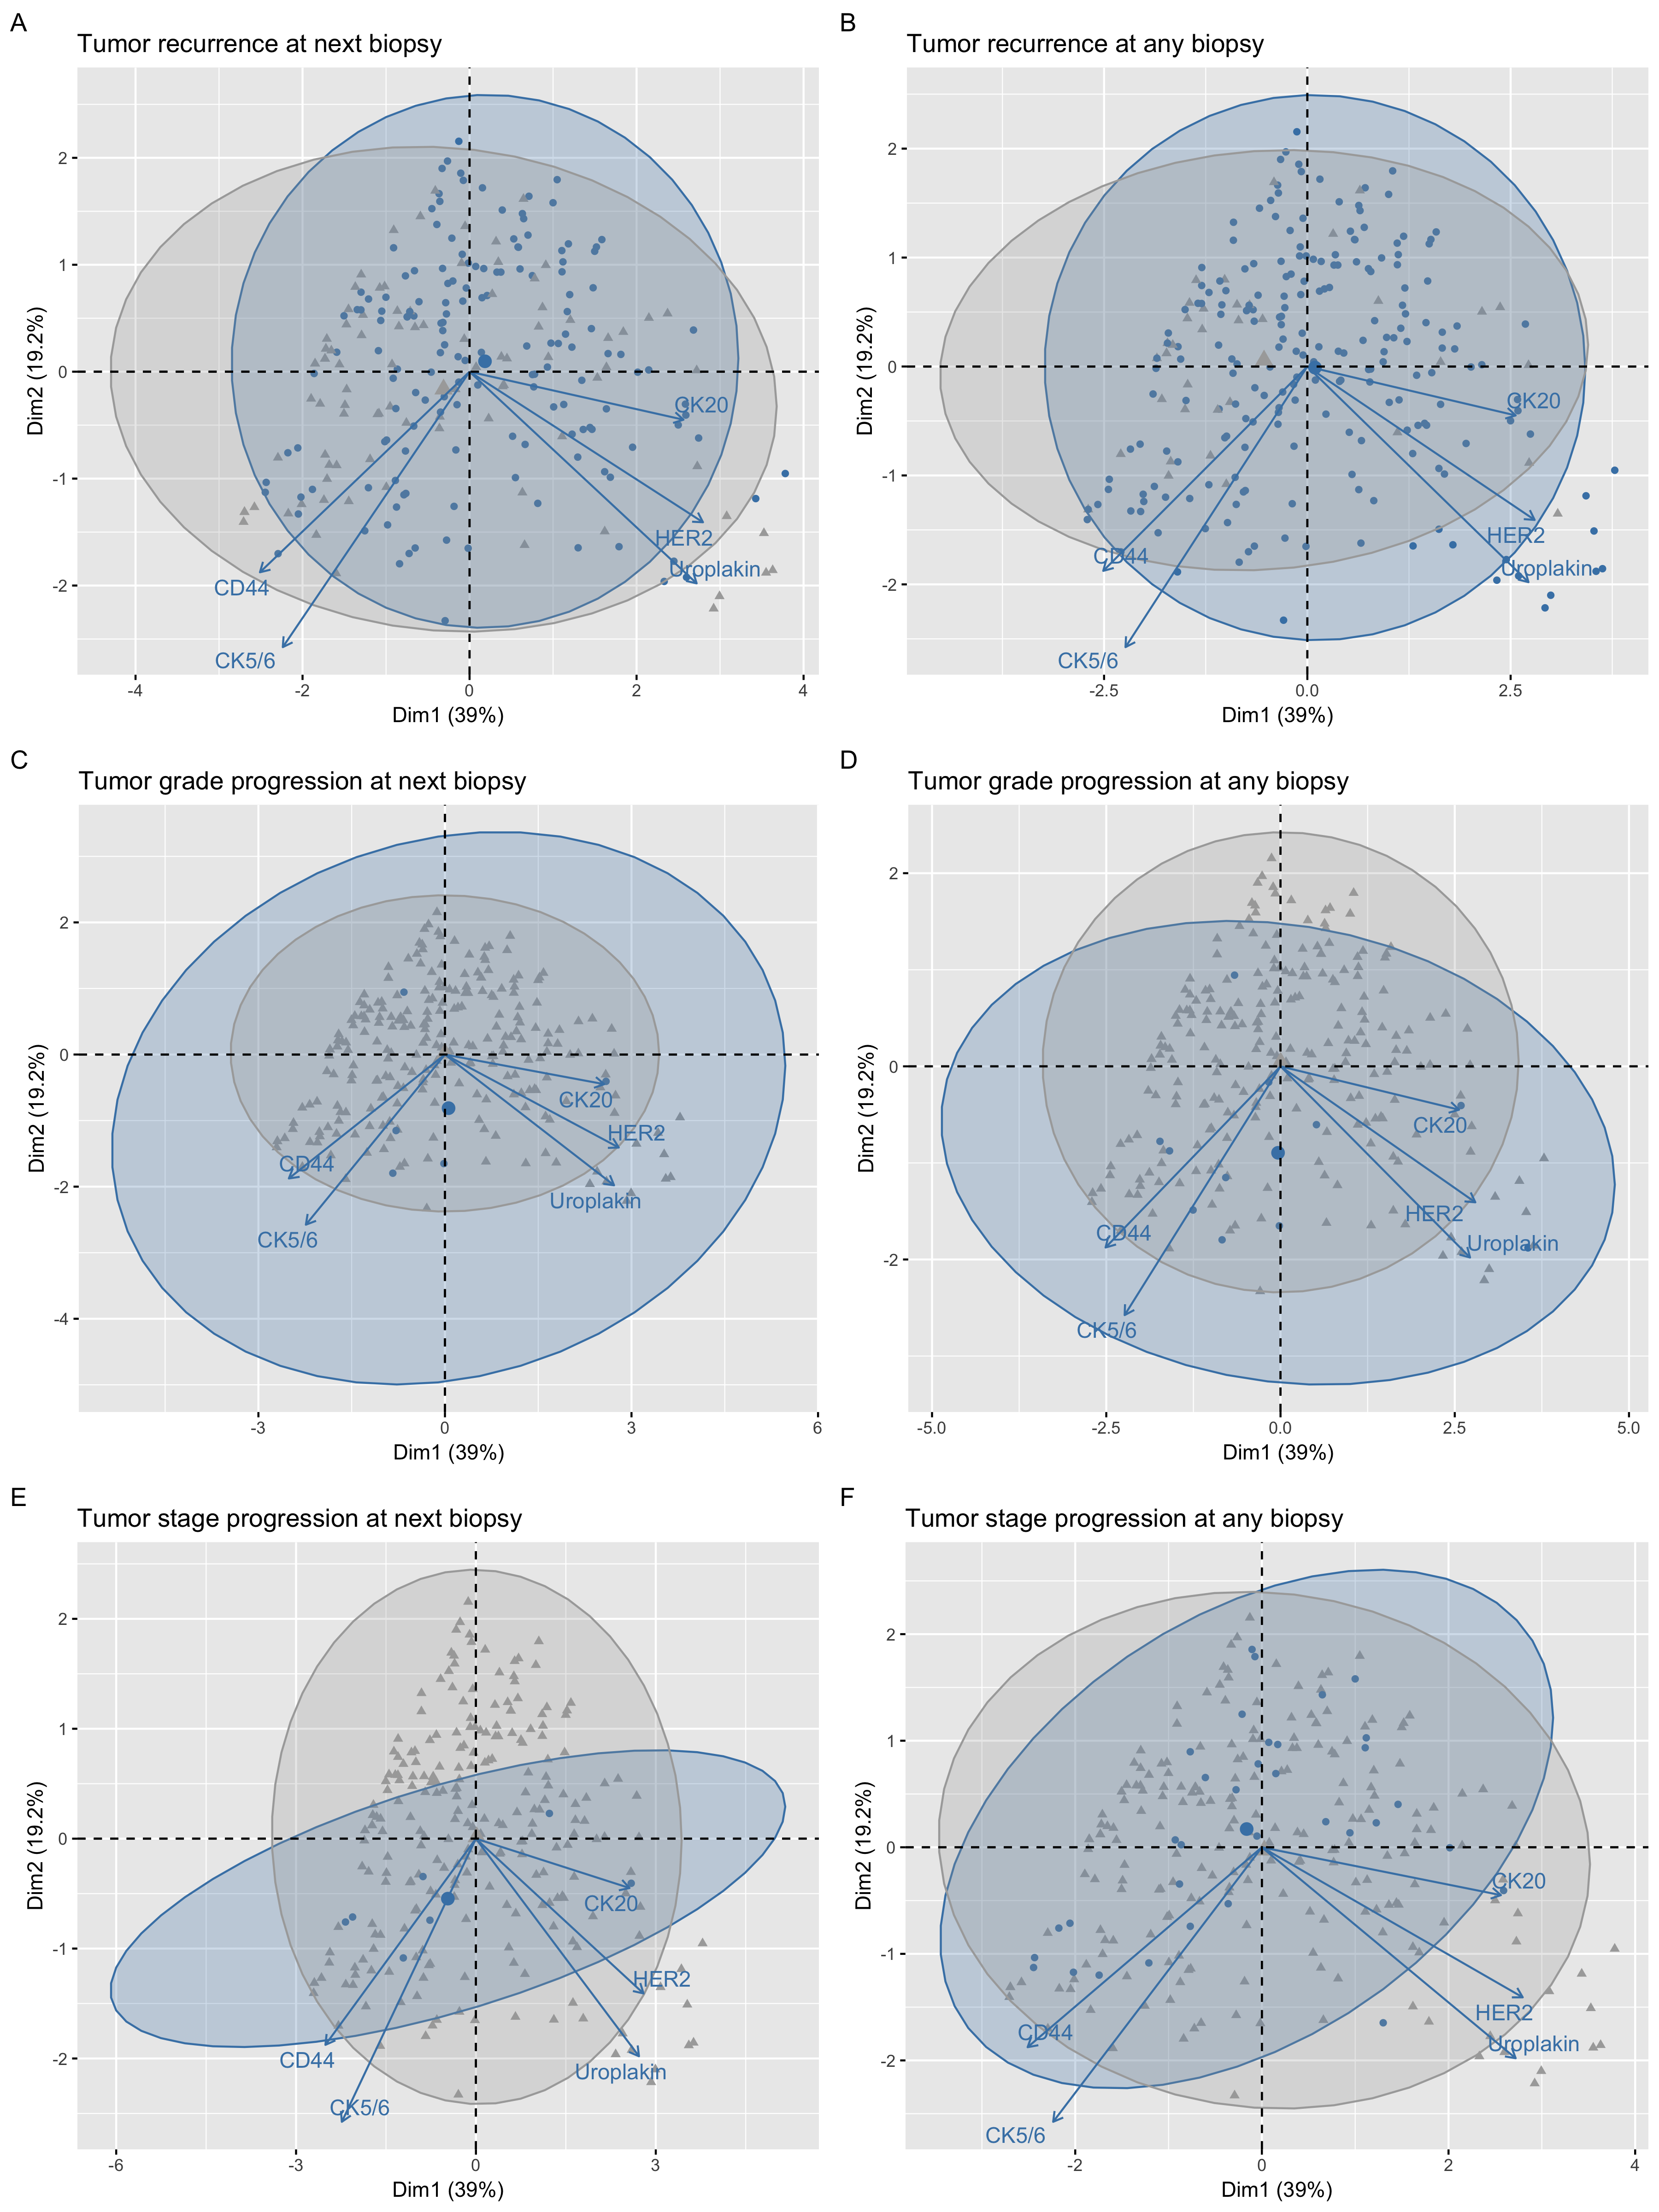 A
Tumor recurrence at next biopsy
2
1
0
-1
-2
Dim2 (19.2%)
CK20
HER2
Uroplakin
CD44
CK5/6
-4
-2
0
2
4
Dim1 (39%)
B
Tumor recurrence at any biopsy
2
1
0
-1
-2
Dim2 (19.2%)
CK20
HER2
CD44
Uroplakin
CK5/6
-2.5
0.0
2.5
Dim1 (39%)
C
Tumor grade progression at next biopsy
2
0
-2
-4
Dim2 (19.2%)
CK20
HER2
CD44
Uroplakin
CK5/6
-3
0
3
6
Dim1 (39%)
D
Tumor grade progression at any biopsy
2
0
-2
Dim2 (19.2%)
CK20
HER2
CD44
Uroplakin
CK5/6
-5.0
-2.5
0.0
2.5
5.0
Dim1 (39%)
E
Tumor stage progression at next biopsy
2
1
0
-1
-2
Dim2 (19.2%)
CK20
HER2
CD44
Uroplakin
CK5/6
-6
-3
0
3
Dim1 (39%)
F
Tumor stage progression at any biopsy
2
1
0
-1
-2
Dim2 (19.2%)
CK20
HER2
CD44
Uroplakin
CK5/6
-2
0
2
4
Dim1 (39%)